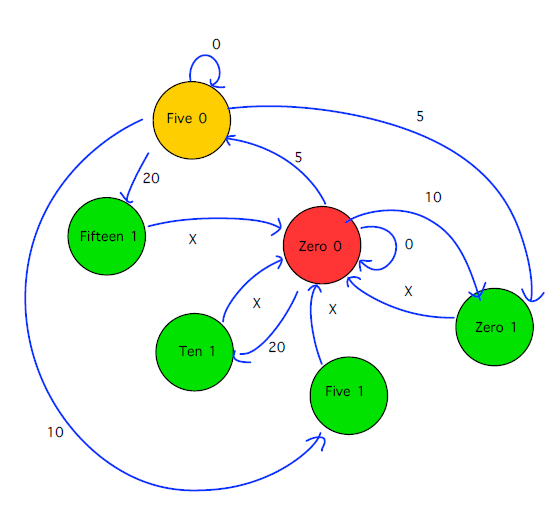 0
Five 0
5
5
20
10
Fifteen 1
X
Zero 0
0
X
X
X
Zero 1
Ten 1
20
Five 1
10